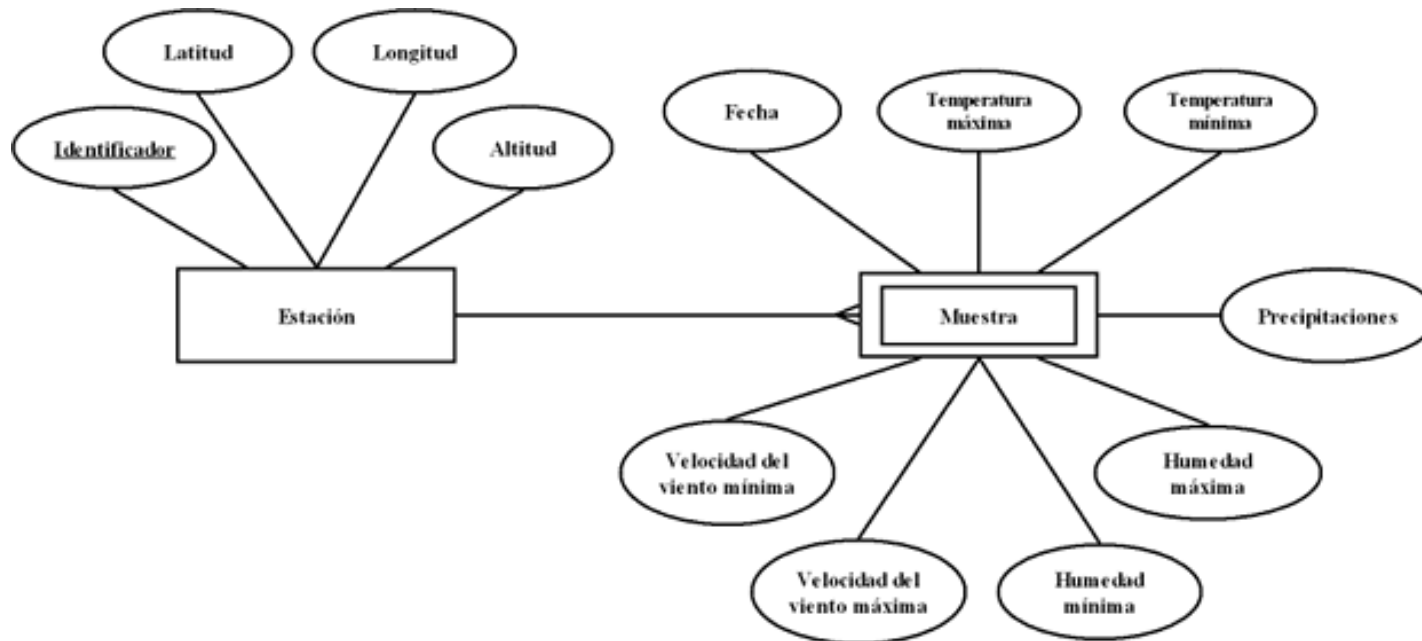 Latitud
Longitud
Identificador
Altitud
Estación
Fecha
Temperatura
máxima
Temperatura
mínima
Muestra
Precipitaciones
Velocidad del
viento mínima
Humedad
máxima
Velocidad del
viento máxima
Humedad
mínima